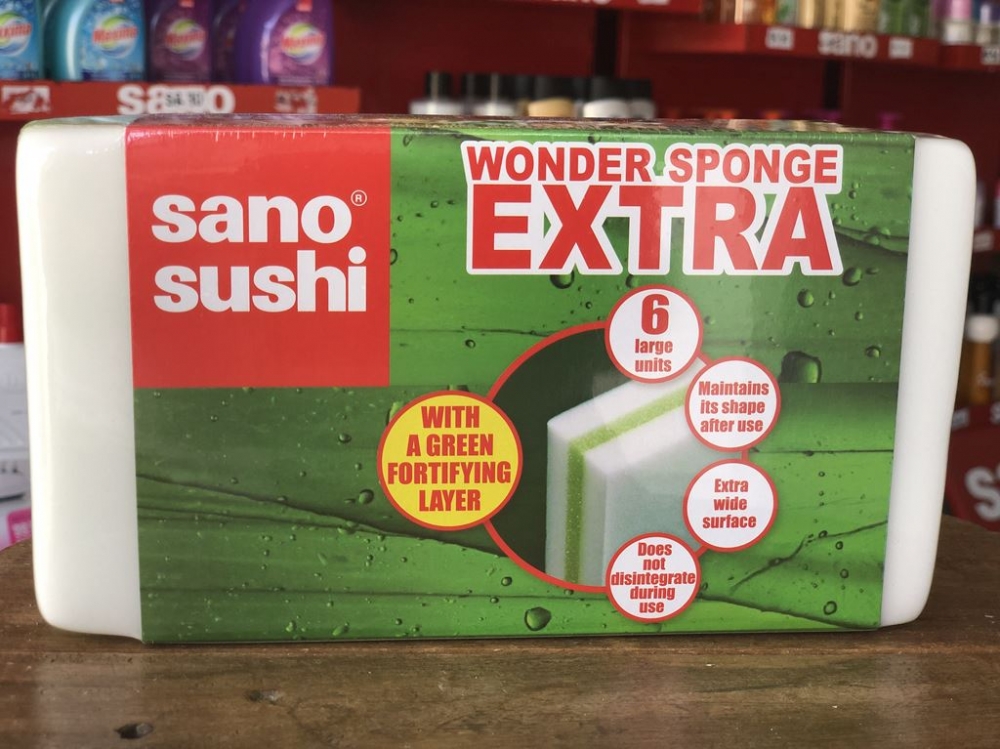 sano
sano
sano®
sushi
WONDER SPONGE
EXTRA
6
large
units
Maintains
its shape
after use
WITH
A GREEN
FORTIFYING
LAYER
Extra
wide
surface
Does
not
disintegrate
during
use